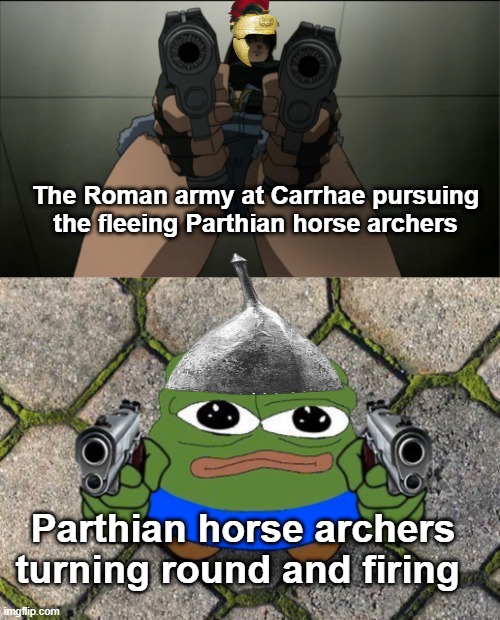 The Roman army at Carrhae pursuing
the fleeing Parthian horse archers
Parthian horse archers
turning round and firing
imgflip.com